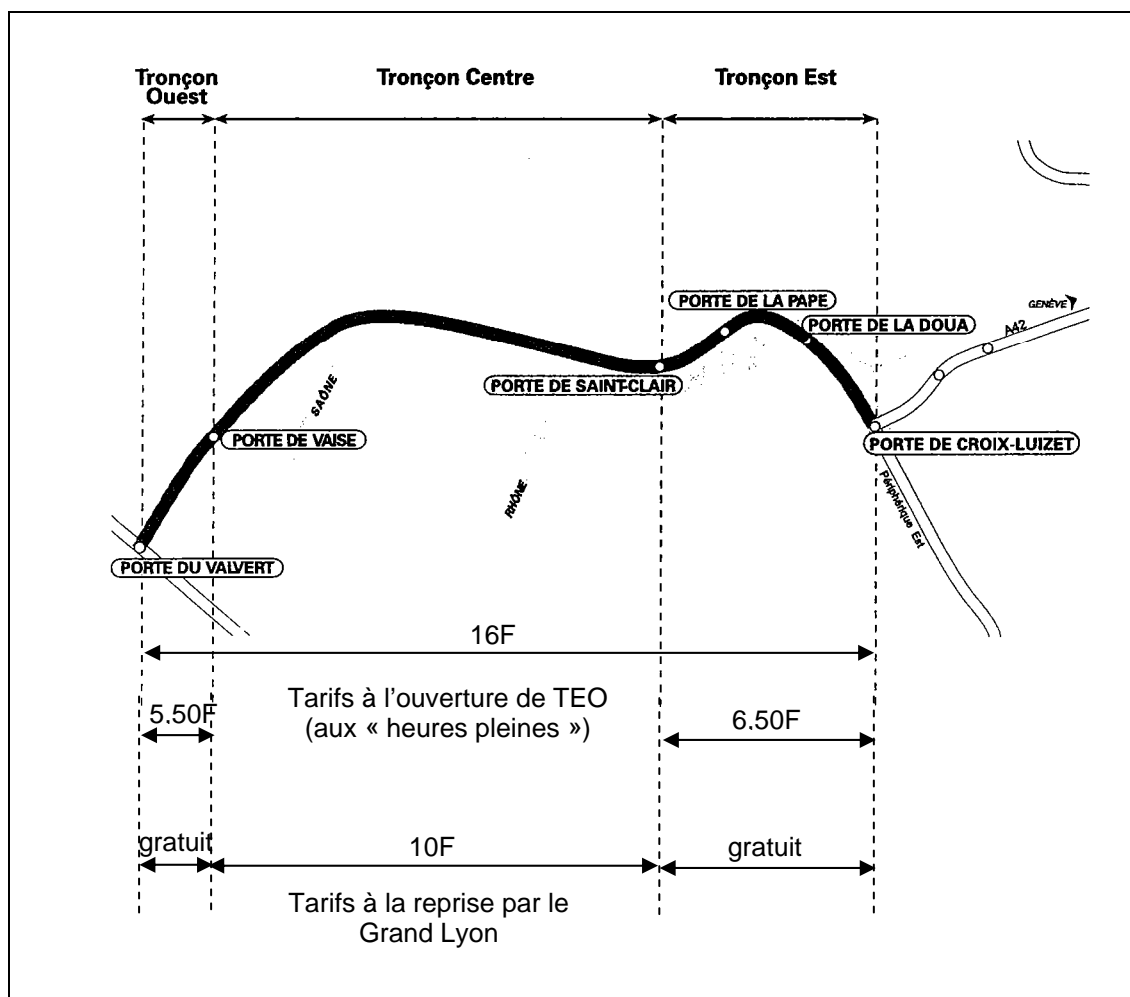 Tronçon
Ouest
Tronçon Centre
Tronçon Est
GENÈVE
PORTE DE LA PAPE
A42
PORTE DE LA DOUA
PORTE DE SAINT-CLAIR
SAÔNE
PORTE DE VAISE
PORTE DE CROIX-LUIZET
RHÔNE
Périphérique Est
PORTE DU VALVERT
16F
Tarifs à l’ouverture de TEO
(aux « heures pleines »)
5.50F
6.50F
gratuit
10F
gratuit
Tarifs à la reprise par le
Grand Lyon